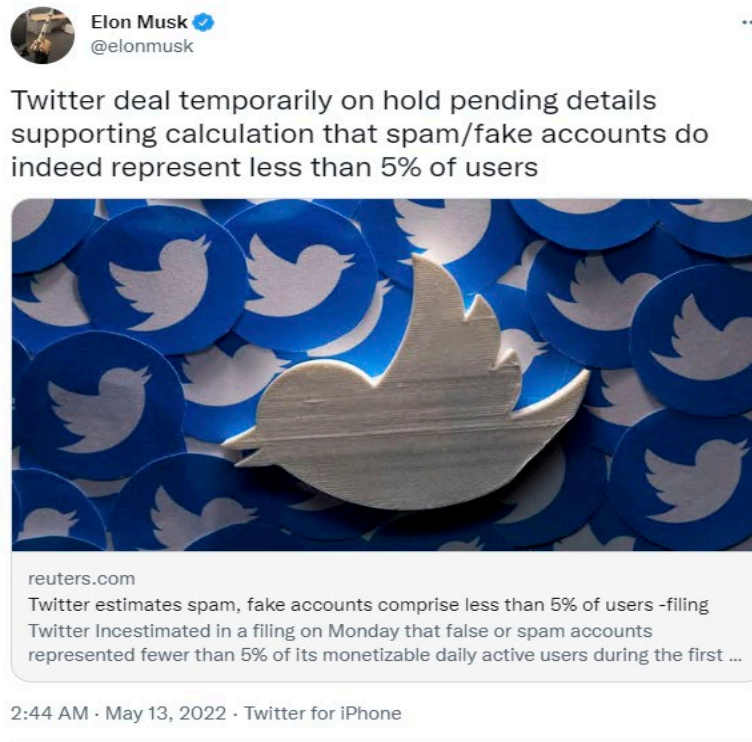 Elon Musk
@elonmusk
Twitter deal temporarily on hold pending details
supporting calculation that spam/fake accounts do
indeed represent less than 5% of users
reuters.com
Twitter estimates spam, fake accounts comprise less than 5% of users -filing
Twitter Incestimated in a filing on Monday that false or spam accounts
represented fewer than 5% of its monetizable daily active users during the first ...
2:44 AM · May 13, 2022 · Twitter for iPhone